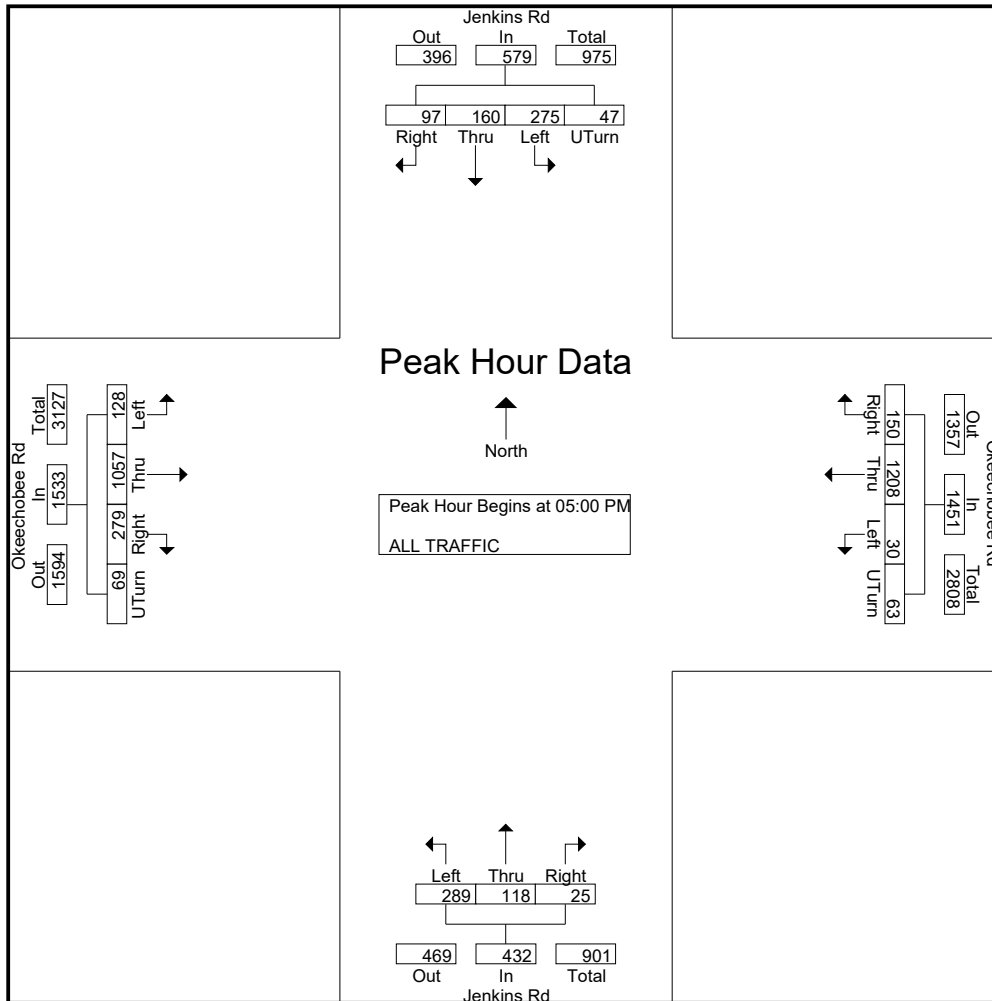 Jenkins Rd
Out In Total
396 579 975
97 160 275 47
Right Thru Left UTurn
Peak Hour Data
North
Peak Hour Begins at 05:00 PM
ALL TRAFFIC
Okeechobee Rd
Total In Out
3127 1533 1594
128 1057 279 69
Left Thru Right UTurn
Right Thru Left UTurn
150 1208 30 63
1357 1451 2808
Out In Total
Okeechobee Rd
Left Thru Right
289 118 25
469 432 901
Out In Total
Jenkins Rd